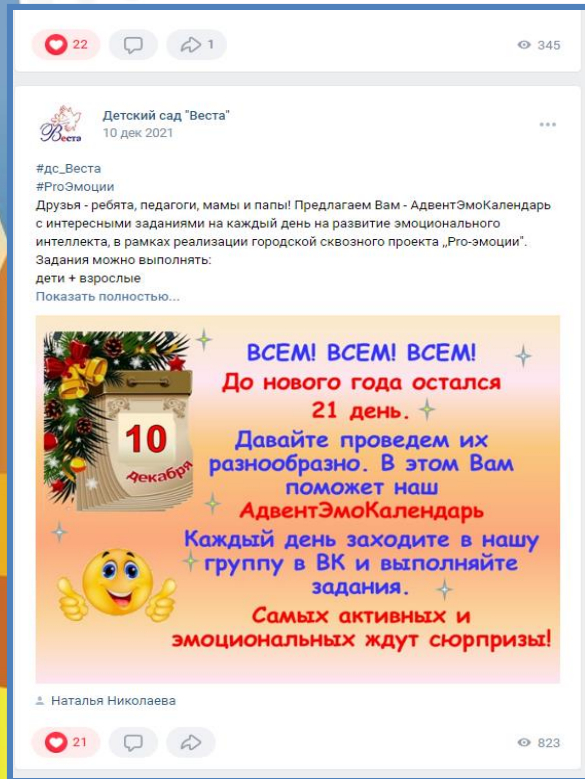 22
1
345
Веста
Детский сад "Веста"
10 дек 2021
#дс_Веста
#ProЭмоции
Друзья - ребята, педагоги, мамы и папы! Предлагаем Вам - АдвентЭмоКалендарь
с интересными заданиями на каждый день на развитие эмоционального
интеллекта, в рамках реализации городской сквозного проекта „Pro-эмоции".
Задания можно выполнять:
дети + взрослые
Показать полностью...
ВСЕМ! ВСЕМ! ВСЕМ!
До нового года остался
21 день.
10
декабря
Давайте проведем их
разнообразно. В этом Вам
поможет наш
АдвентЭмоКалендарь
Каждый день заходите в нашу
группу в ВК и выполняйте
задания.
Самых активных и
эмоциональных ждут сюрпризы!
Наталья Николаева
21
823